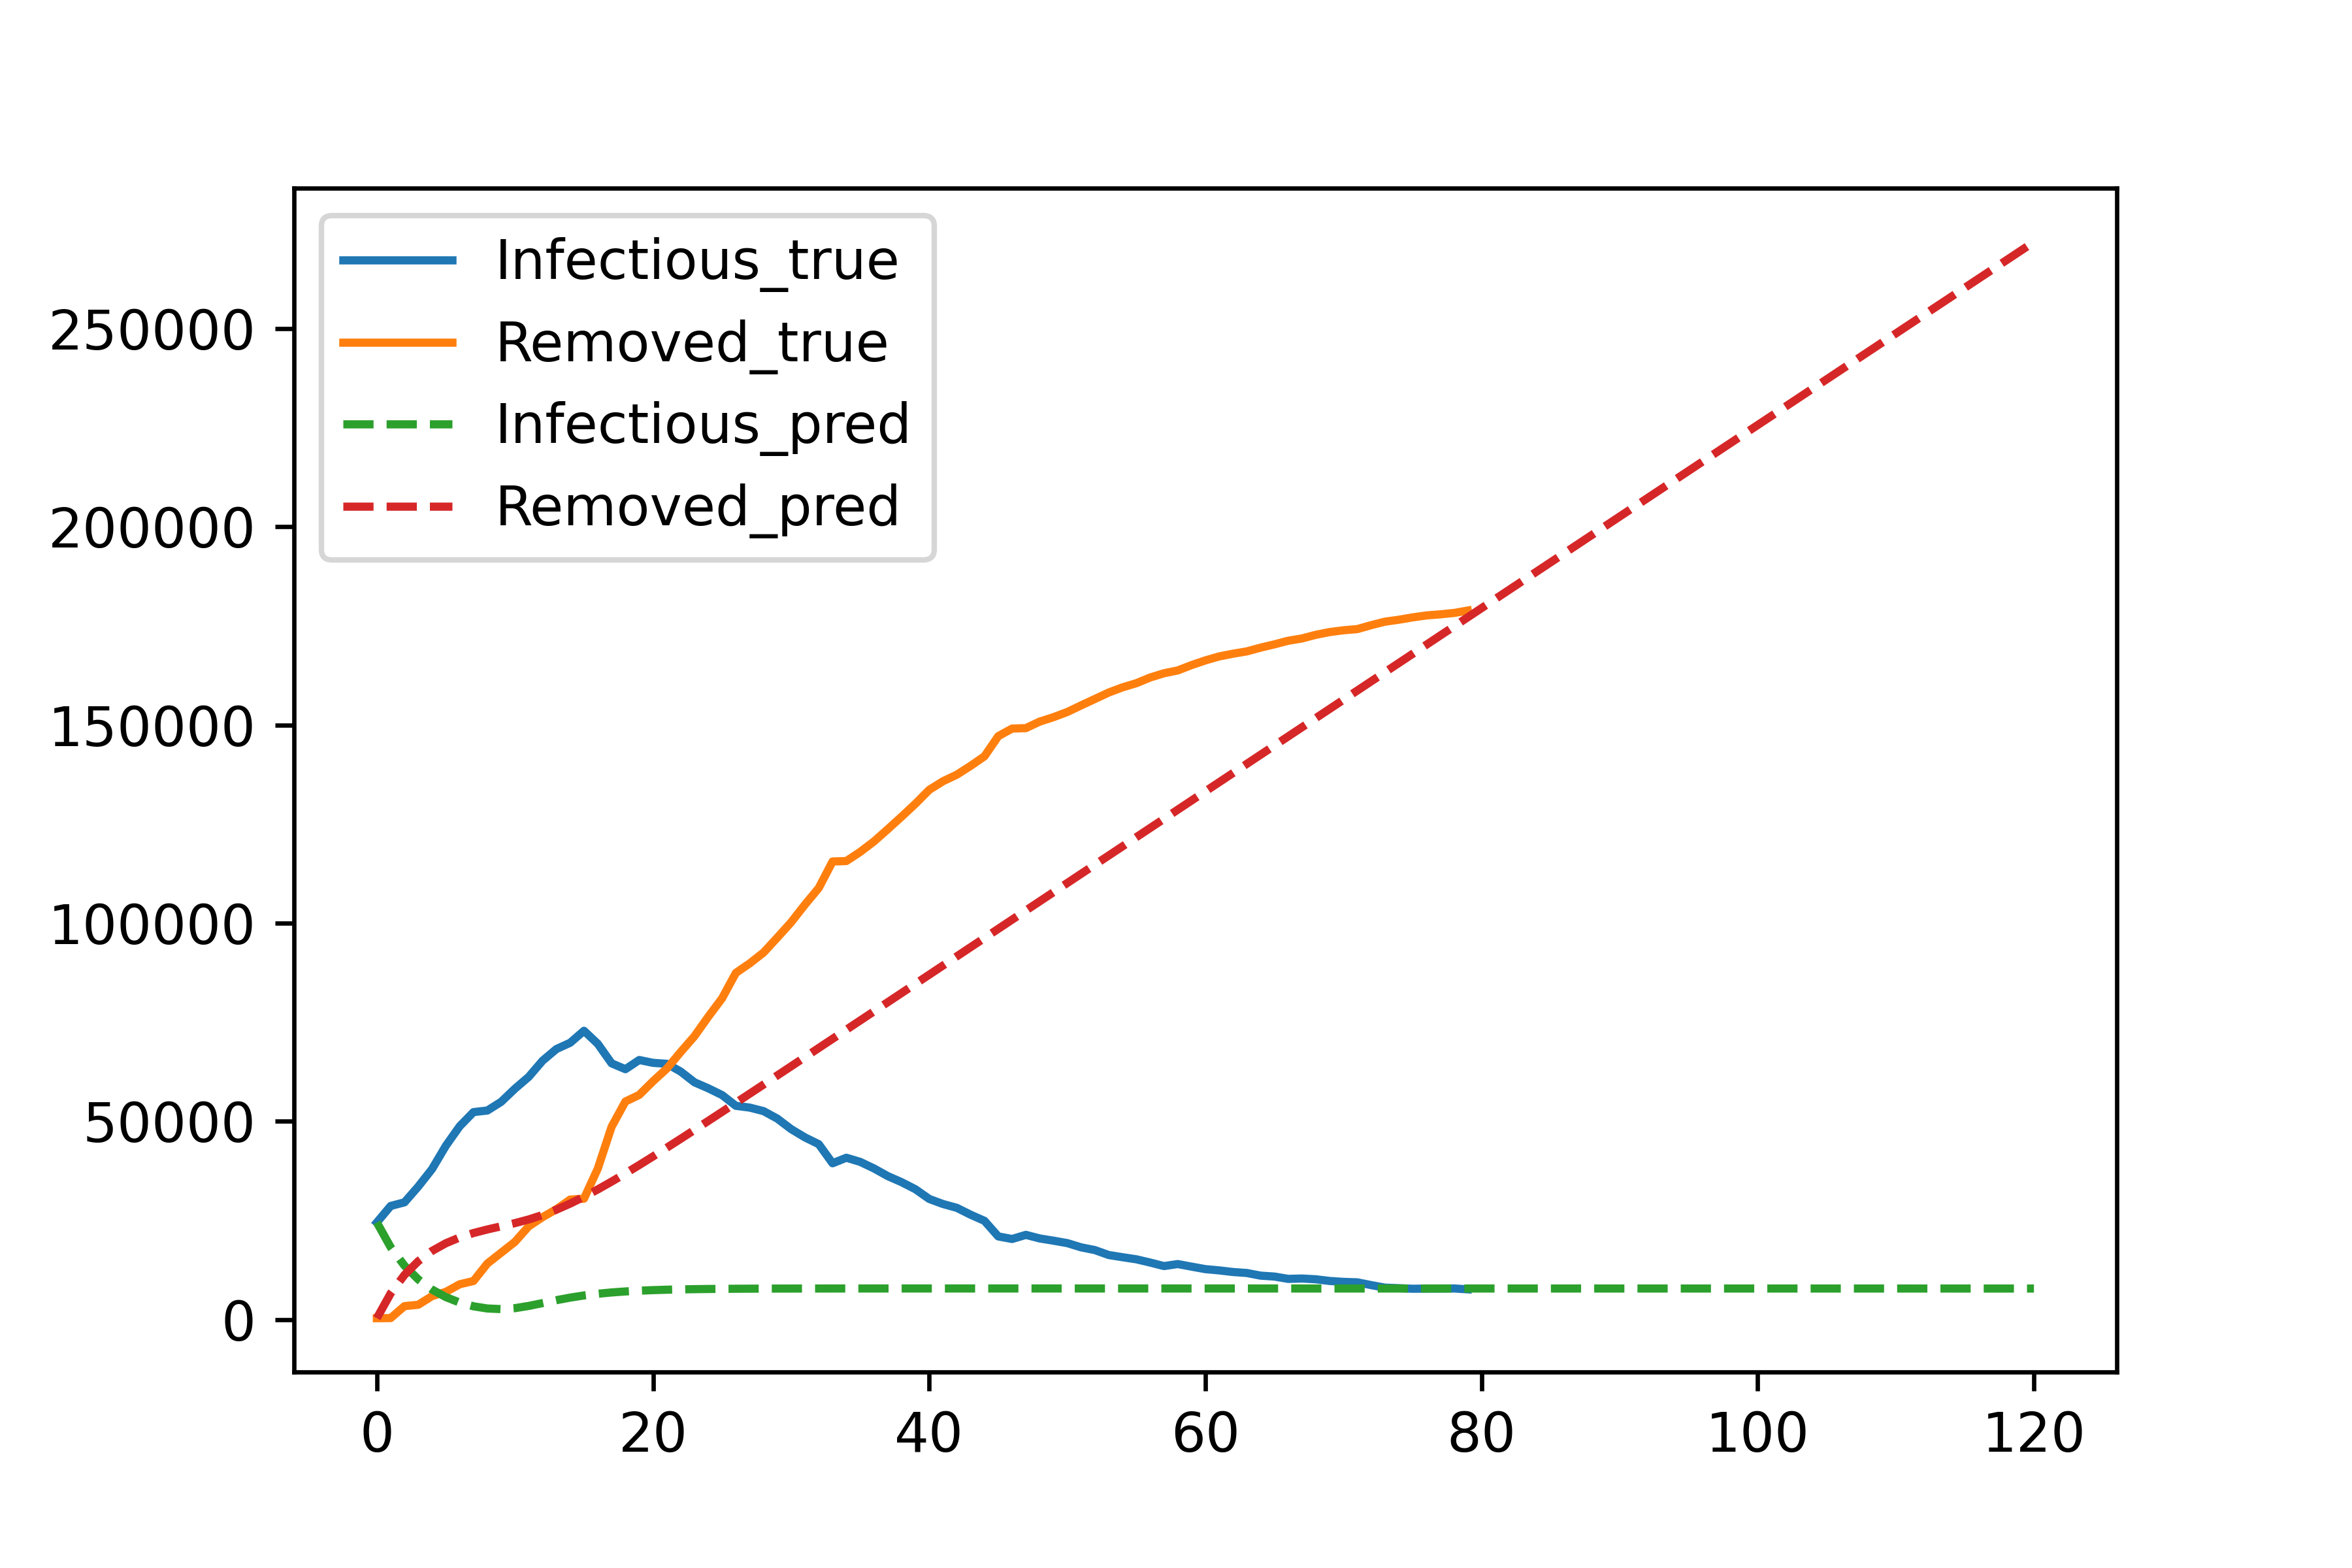 Infectious_true
Removed_true
Infectious_pred
Removed_pred
250000
200000
150000
100000
50000
0
0 20 40 60 80 100 120